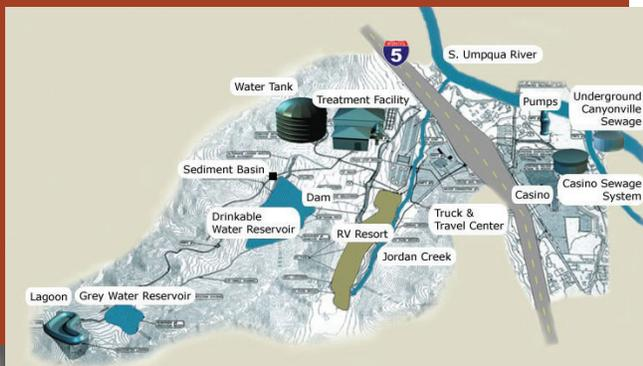 5
S. Umpqua River
Water Tank
Treatment Facility
Pumps
Underground
Canyonville
Sewage
Sediment Basin
Dam
Casino
Casino Sewage
System
Drinkable
Water Reservoir
RV Resort
Truck &
Travel Center
Jordan Creek
Lagoon
Grey Water Reservoir